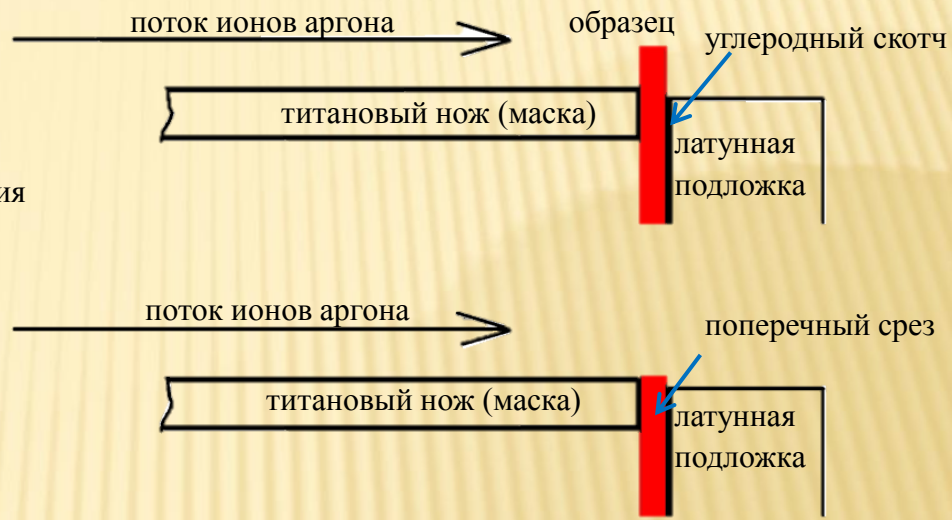 поток ионов аргона
образец
углеродный скотч
титановый нож (маска)
латунная
подложка
ия
поток ионов аргона
поперечный срез
титановый нож (маска)
латунная
подложка